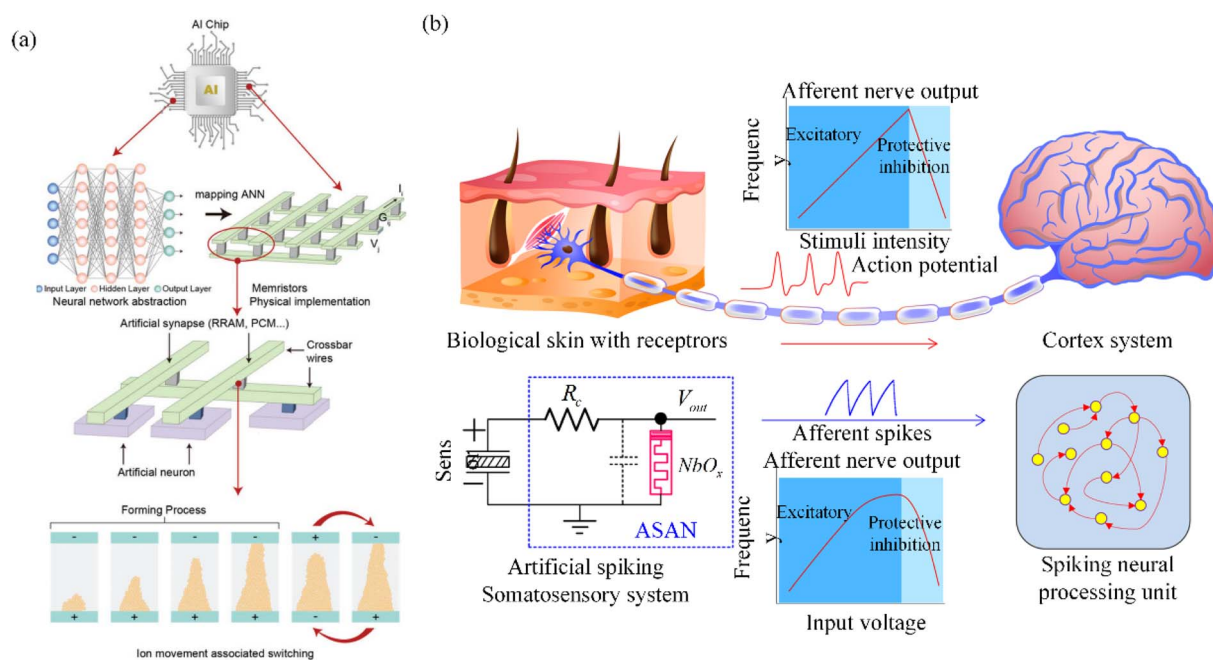 (a)
AI Chip
AI
mapping ANN
I
G
V
Input Layer Hidden Layer Output Layer
Neural network abstraction
Memristors
Physical implementation
Artificial synapse (RRAM, PCM...)
Crossbar
wires
Artificial neuron
Forming Process
- - - - + -
+ + + + - +
Ion movement associated switching
(b)
Afferent nerve output
Frequenc
y
Excitatory
Protective
inhibition
Stimuli intensity
Action potential
Biological skin with receptrors
Cortex system
+
Sens
-
R_c
V_out
NbO_x
ASAN
Artificial spiking
Somatosensory system
Afferent spikes
Afferent nerve output
Frequenc
y
Excitatory
Protective
inhibition
Input voltage
Spiking neural
processing unit